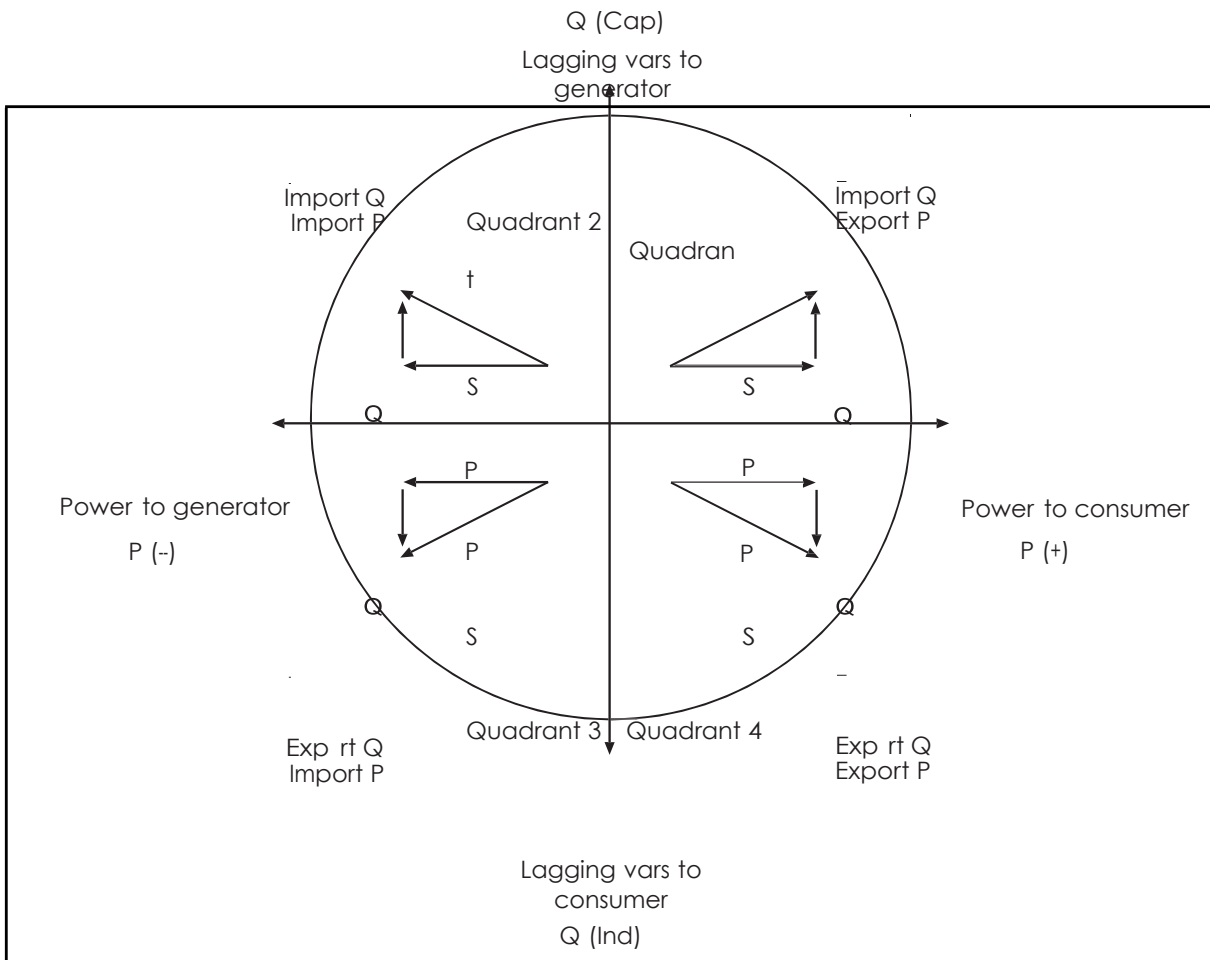 Q (Cap)
Lagging vars to
generator
Import Q
Import P
Quadrant 2
Quadran
t
Import Q
Export P
S
S
Q
Q
P
P
Power to generator
P (--)
Power to consumer
P (+)
P
P
Q
Q
S
S
Quadrant 3
Quadrant 4
Exp rt Q
Import P
Exp rt Q
Export P
Lagging vars to
consumer
Q (Ind)